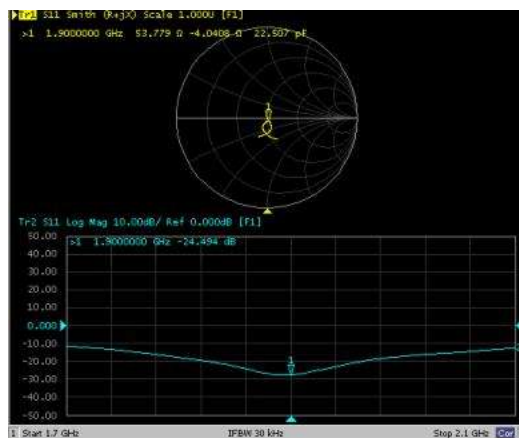 Tr1 S11 Smith (R+jX) Scale 1.000U [F1]
>1 1.9000000 GHz 53.779 Ω -4.0408 Ω 22.507 pF
1
Tr2 S11 Log Mag 10.00dB/ Ref 0.000dB [F1]
50.00
>1 1.9000000 GHz -24.494 dB
40.00
30.00
20.00
10.00
0.000
-10.00
-20.00
1
-30.00
-40.00
-50.00
1 Start 1.7 GHz IFBW 30 kHz Stop 2.1 GHz Cor